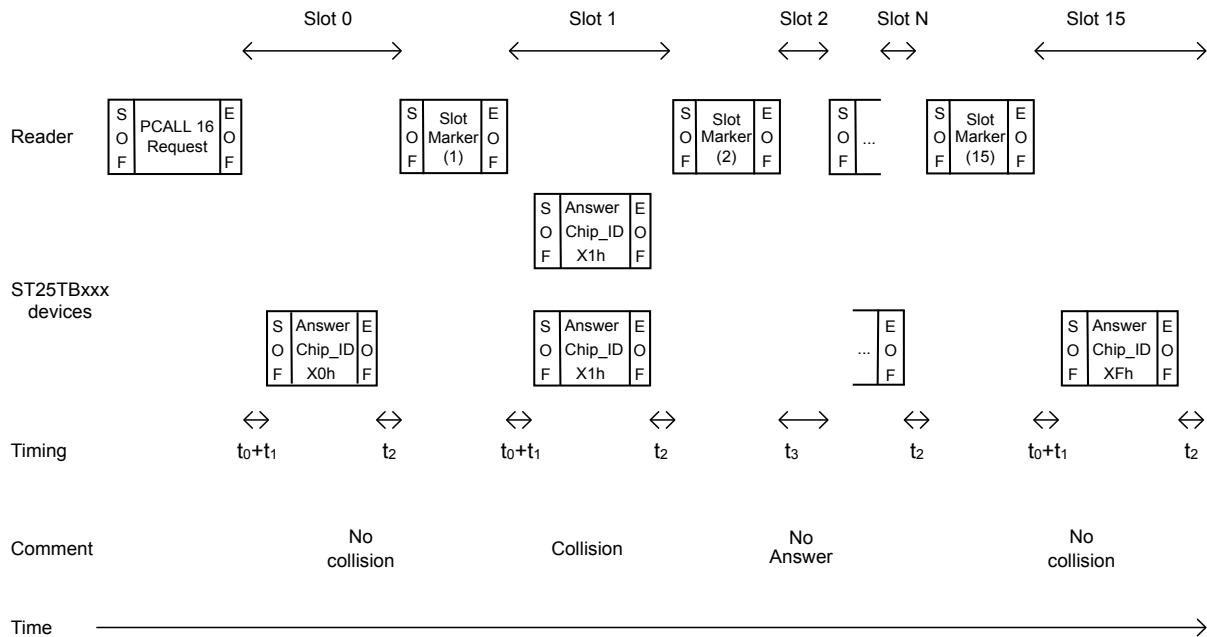 Slot 0 Slot 1 Slot 2 Slot N Slot 15
Reader
S O F PCALL 16 Request E O F
S O F Slot Marker (1) E O F
S O F Slot Marker (2) E O F
S O F ...
S O F Slot Marker (15) E O F
S O F Answer Chip_ID X1h E O F
ST25TBxxx devices
S O F Answer Chip_ID X0h E O F
S O F Answer Chip_ID X1h E O F
... E O F
S O F Answer Chip_ID XFh E O F
Timing t0+t1 t2 t0+t1 t2 t3 t2 t0+t1 t2
Comment No collision Collision No Answer No collision
Time